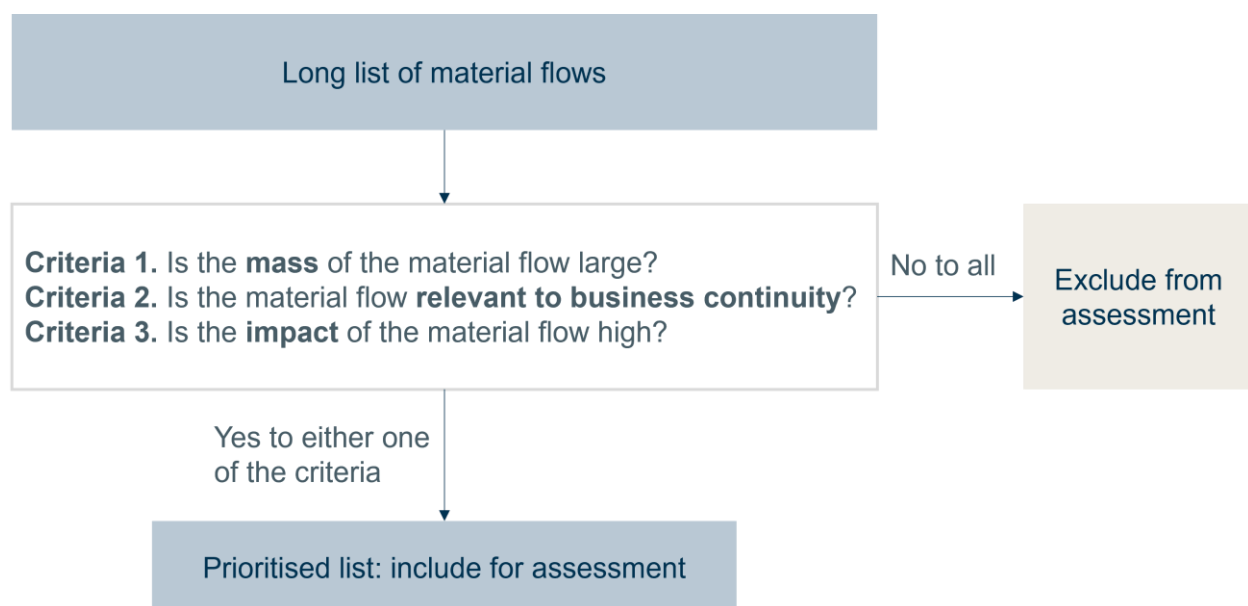 Long list of material flows
Criteria 1. Is the mass of the material flow large?
Criteria 2. Is the material flow relevant to business continuity?
Criteria 3. Is the impact of the material flow high?
No to all
Exclude from
assessment
Yes to either one
of the criteria
Prioritised list: include for assessment